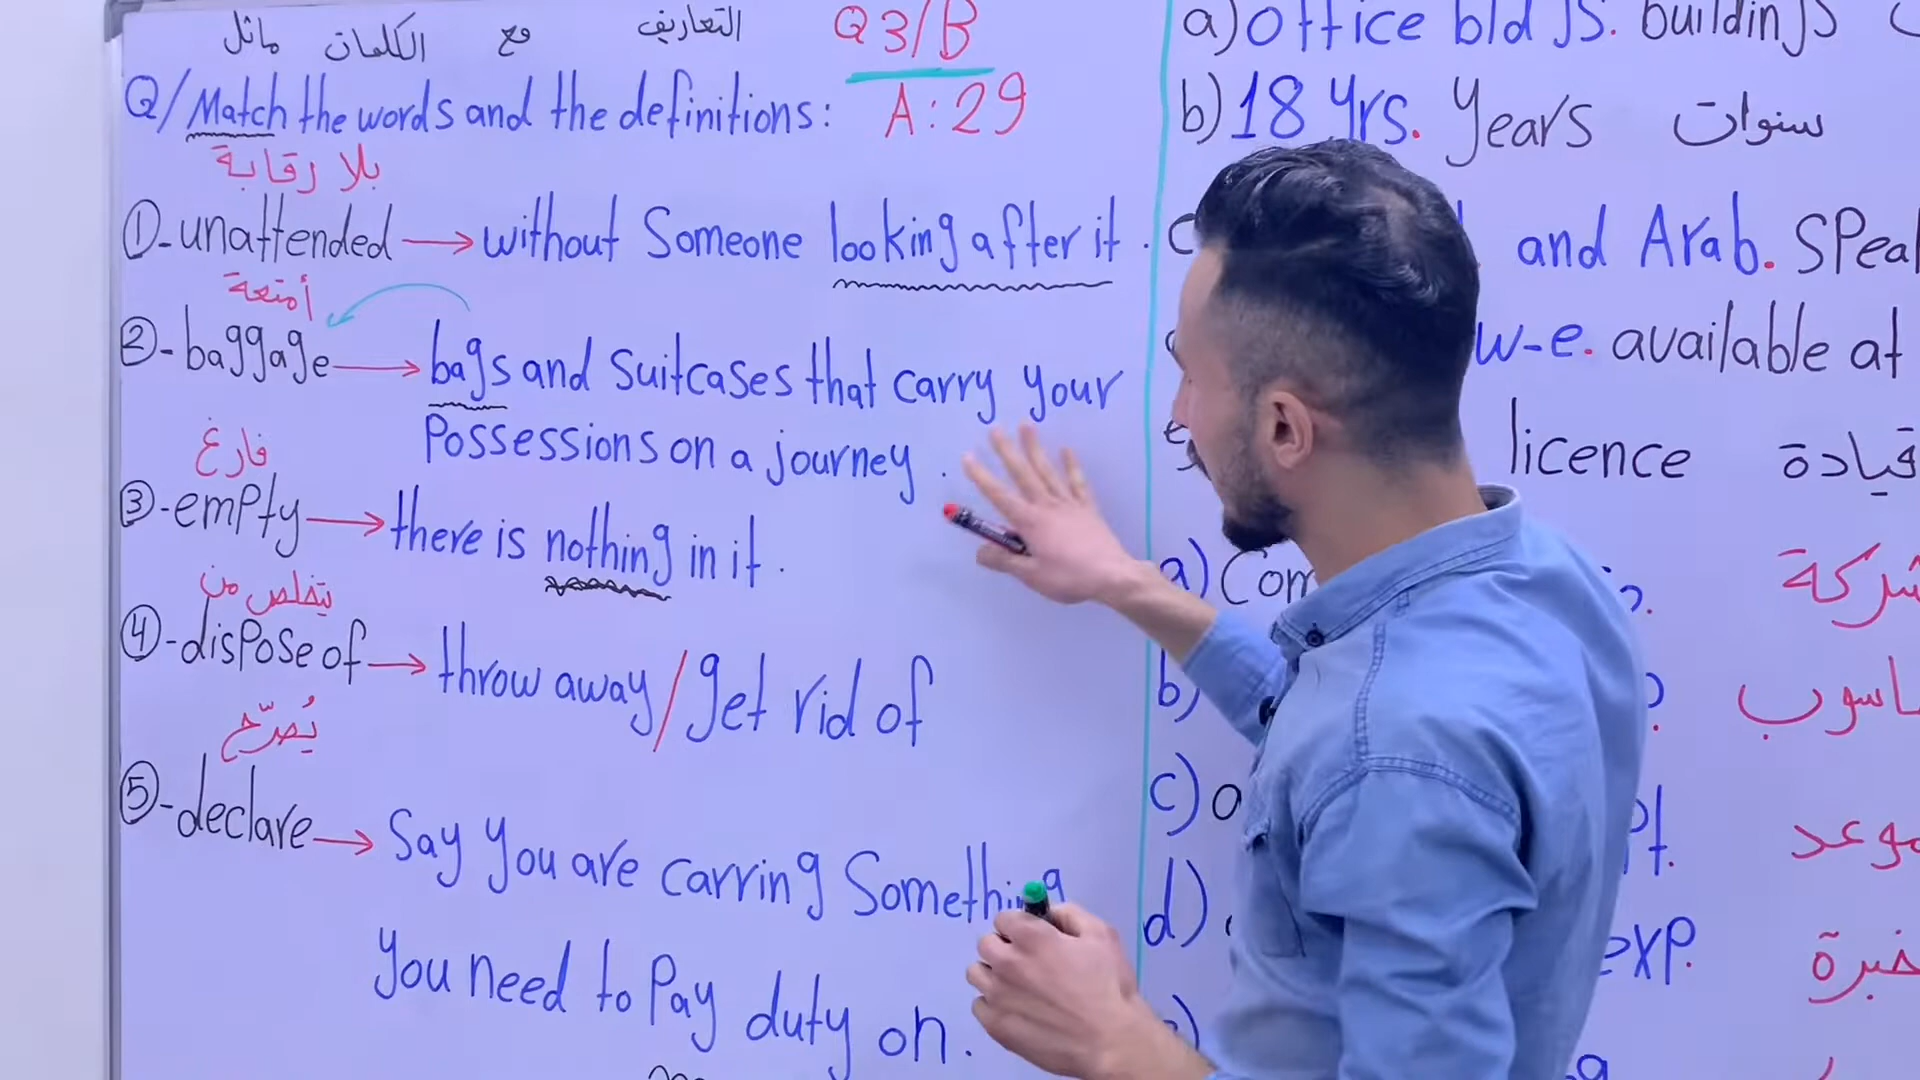 ماثل الكلمات مع التعاريف
Q3/B
A:29
Q/Match the words and the definitions:
بلا رقابة
①-unattended → without someone looking after it.
أمتعة
②-baggage → bags and suitcases that carry your
possessions on a journey.
فارغ
③-empty → there is nothing in it.
يتخلص من
④-dispose of → throw away/get rid of
يُصرّح
⑤-declare → Say you are carring Something
you need to Pay duty on.
a) office bldgs. buildings
b) 18 yrs. years سنوات
c) and Arab. Speak
w-e. available at
licence قيادة
a) Com شركة
b)
c) موعد
d) exp. خبرة